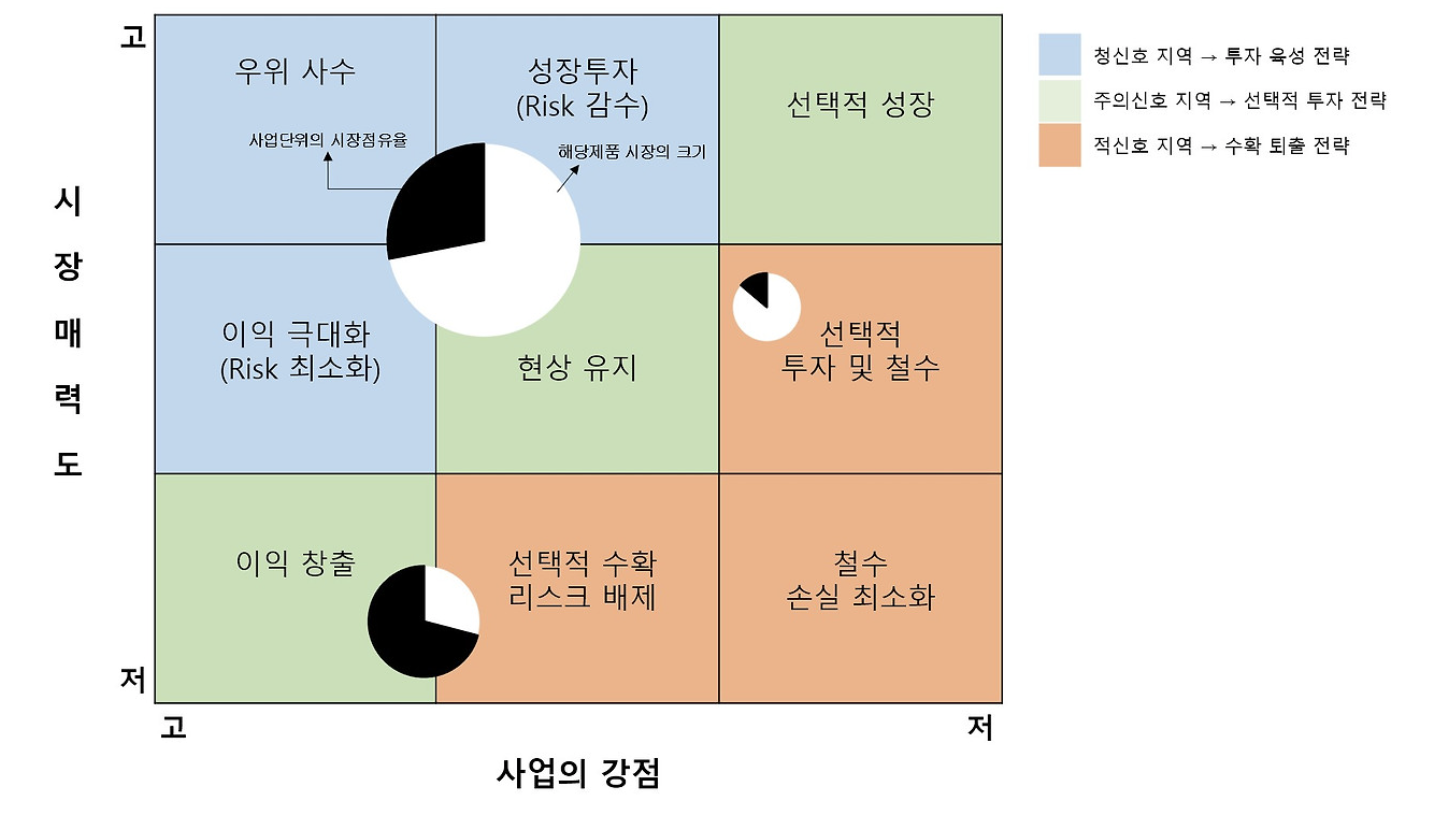 고
우위 사수
성장투자
(Risk 감수)
선택적 성장
사업단위의 시장점유율
해당제품 시장의 크기
청신호 지역 → 투자 육성 전략
주의신호 지역 → 선택적 투자 전략
적신호 지역 → 수확 퇴출 전략
시
장
매
력
도
이익 극대화
(Risk 최소화)
현상 유지
선택적
투자 및 철수
이익 창출
선택적 수확
리스크 배제
철수
손실 최소화
저
고
저
사업의 강점